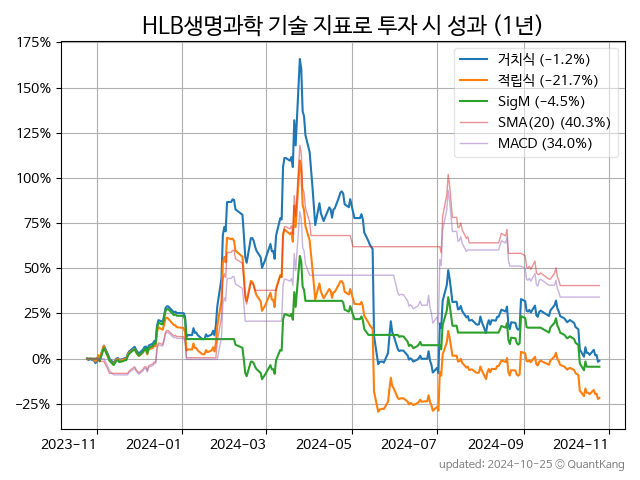 HLB생명과학 기술 지표로 투자 시 성과 (1년)
175%
150%
125%
100%
75%
50%
25%
0%
−25%
거치식 (−1.2%)
적립식 (−21.7%)
SigM (−4.5%)
SMA(20) (40.3%)
MACD (34.0%)
2023−11
2024−01
2024−03
2024−05
2024−07
2024−09
2024−11
updated: 2024-10-25 © QuantKang